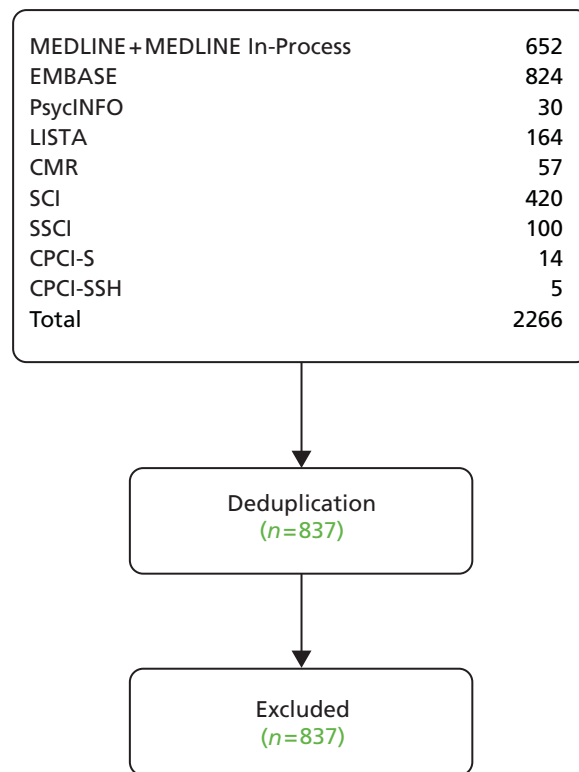 MEDLINE+MEDLINE In-Process 652
EMBASE 824
PsycINFO 30
LISTA 164
CMR 57
SCI 420
SSCI 100
CPCI-S 14
CPCI-SSH 5
Total 2266
Deduplication
(n=837)
Excluded
(n=837)